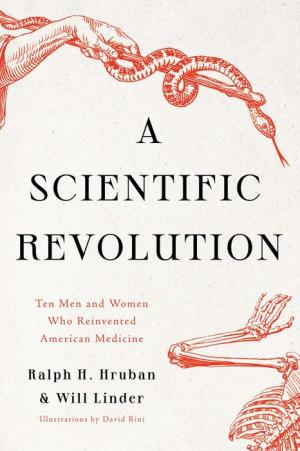 A
SCIENTIFIC
REVOLUTION
Ten Men and Women
Who Reinvented
American Medicine
Ralph H. Hruban
& Will Linder
Illustrations by David Rini